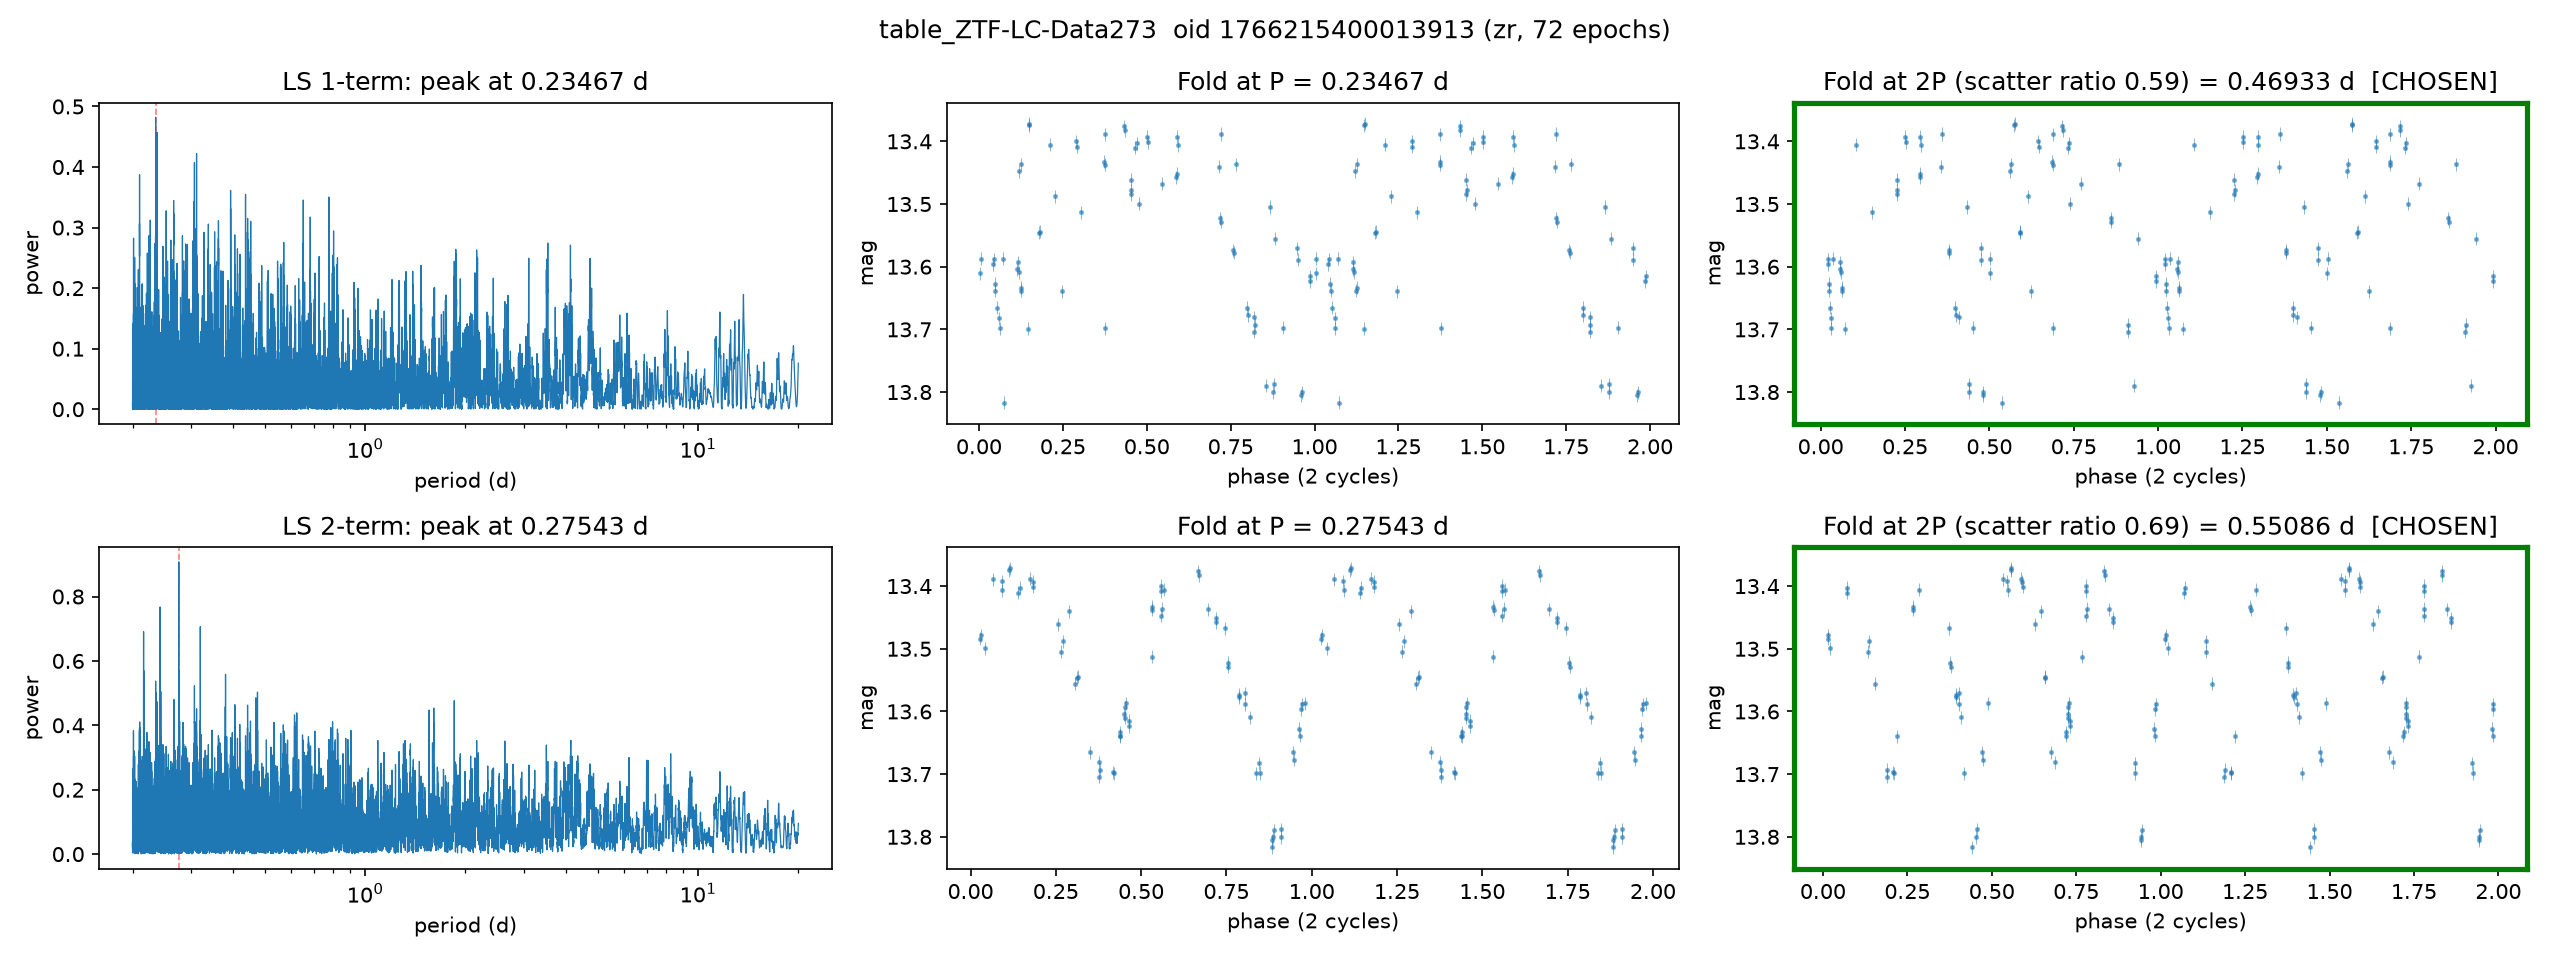 table_ZTF-LC-Data273  oid 1766215400013913 (zr, 72 epochs)
LS 1-term: peak at 0.23467 d
power
0.5
0.4
0.3
0.2
0.1
0.0
10⁰
10¹
period (d)
Fold at P = 0.23467 d
mag
13.4
13.5
13.6
13.7
13.8
0.00 0.25 0.50 0.75 1.00 1.25 1.50 1.75 2.00
phase (2 cycles)
Fold at 2P (scatter ratio 0.59) = 0.46933 d  [CHOSEN]
mag
13.4
13.5
13.6
13.7
13.8
0.00 0.25 0.50 0.75 1.00 1.25 1.50 1.75 2.00
phase (2 cycles)
LS 2-term: peak at 0.27543 d
power
0.8
0.6
0.4
0.2
0.0
10⁰
10¹
period (d)
Fold at P = 0.27543 d
mag
13.4
13.5
13.6
13.7
13.8
0.00 0.25 0.50 0.75 1.00 1.25 1.50 1.75 2.00
phase (2 cycles)
Fold at 2P (scatter ratio 0.69) = 0.55086 d  [CHOSEN]
mag
13.4
13.5
13.6
13.7
13.8
0.00 0.25 0.50 0.75 1.00 1.25 1.50 1.75 2.00
phase (2 cycles)